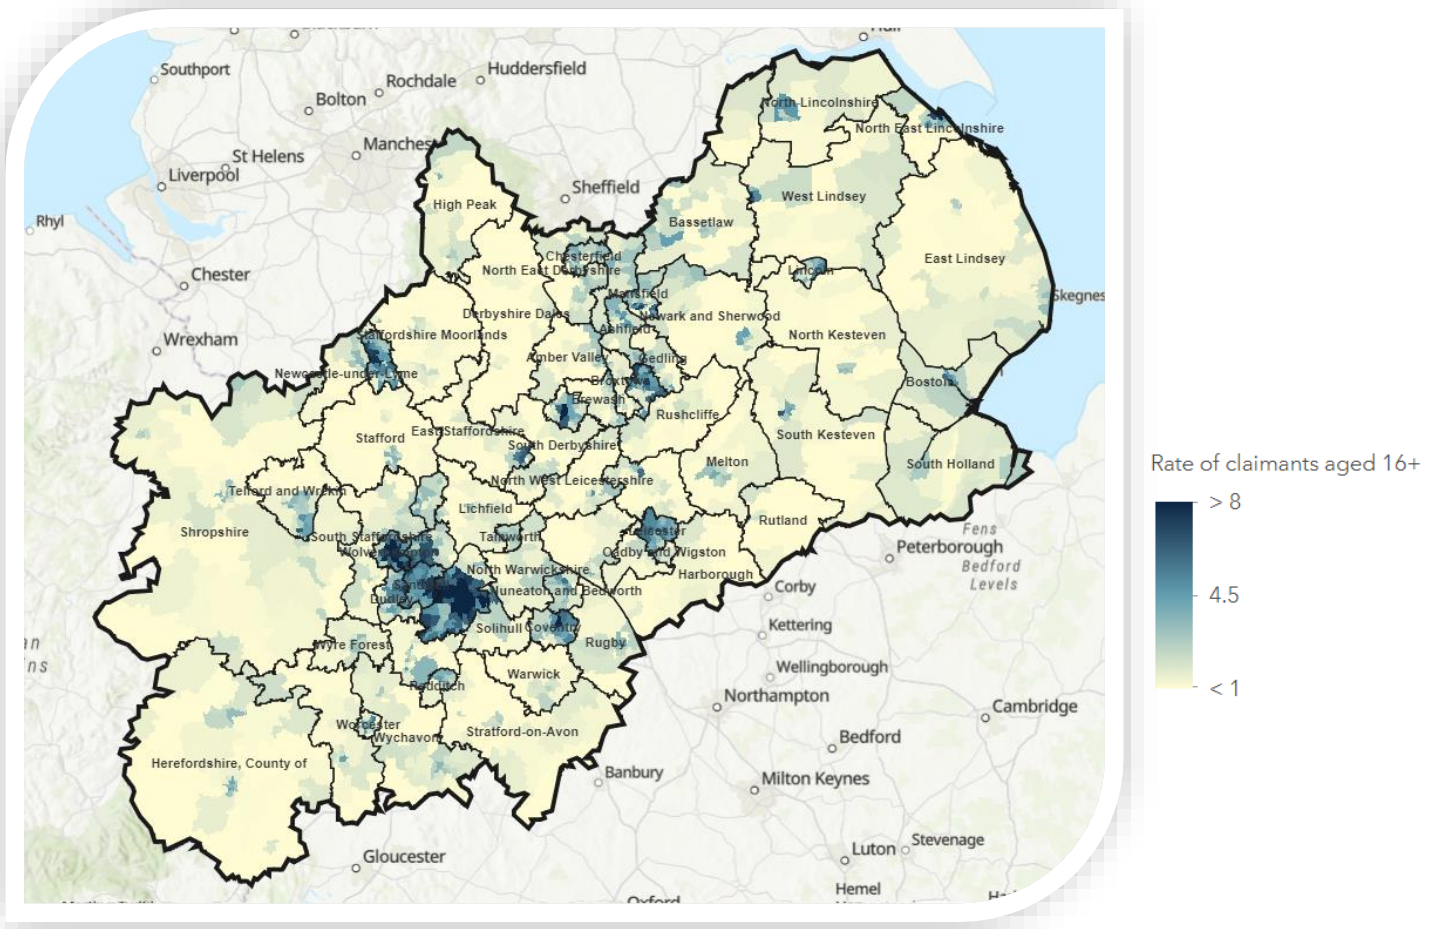 Southport
Huddersfield
Rochdale
Bolton
Manches
St Helens
Liverpool
Sheffield
Rhyl
Chester
Wrexham
North Lincolnshire
North East Lincolnshire
West Lindsey
High Peak
Bassetlaw
Chesterfield
North East Derbyshire
East Lindsey
Lincoln
Skegnes
Mansfield
Derbyshire Dales
Newark and Sherwood
Ashfield
Staffordshire Moorlands
North Kesteven
Amber Valley
Gedling
Newcastle-under-Lyme
Broxtowe
Boston
Erewash
Rushcliffe
Stafford
East Staffordshire
South Derbyshire
South Kesteven
Melton
South Holland
North West Leicestershire
Telford and Wrekin
Lichfield
Shropshire
South Staffordshire
Tamworth
Leicester
Rutland
Wolverhampton
Oadby and Wigston
Fens
Bedford
Levels
Peterborough
North Warwickshire
Harborough
Sandwell
Nuneaton and Bedworth
Dudley
Corby
Solihull
Coventry
Rugby
Kettering
Wyre Forest
Warwick
Wellingborough
Redditch
Northampton
Cambridge
Worcester
Wychavon
Stratford-on-Avon
Bedford
Herefordshire, County of
Banbury
Milton Keynes
Gloucester
Luton
Stevenage
Hemel
Oxford
Rate of claimants aged 16+
> 8
4.5
< 1